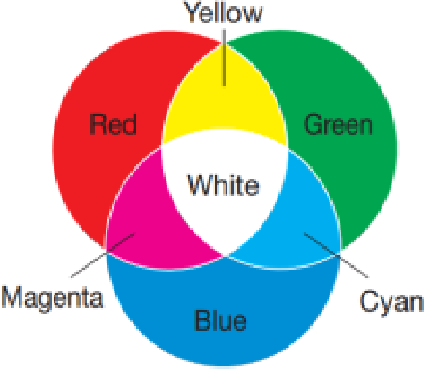 Yellow
Red
Green
White
Magenta
Cyan
Blue